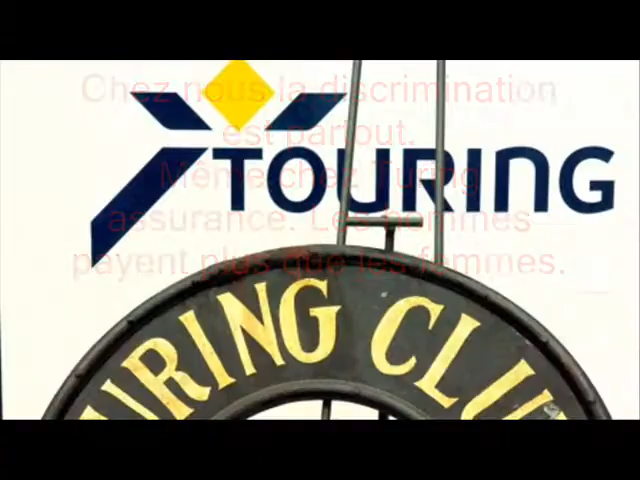 Chez nous la discrimination
est partout.
TOURING
Même chez Turing
assurance. Les hommes
payent plus que les femmes.
URING CLU